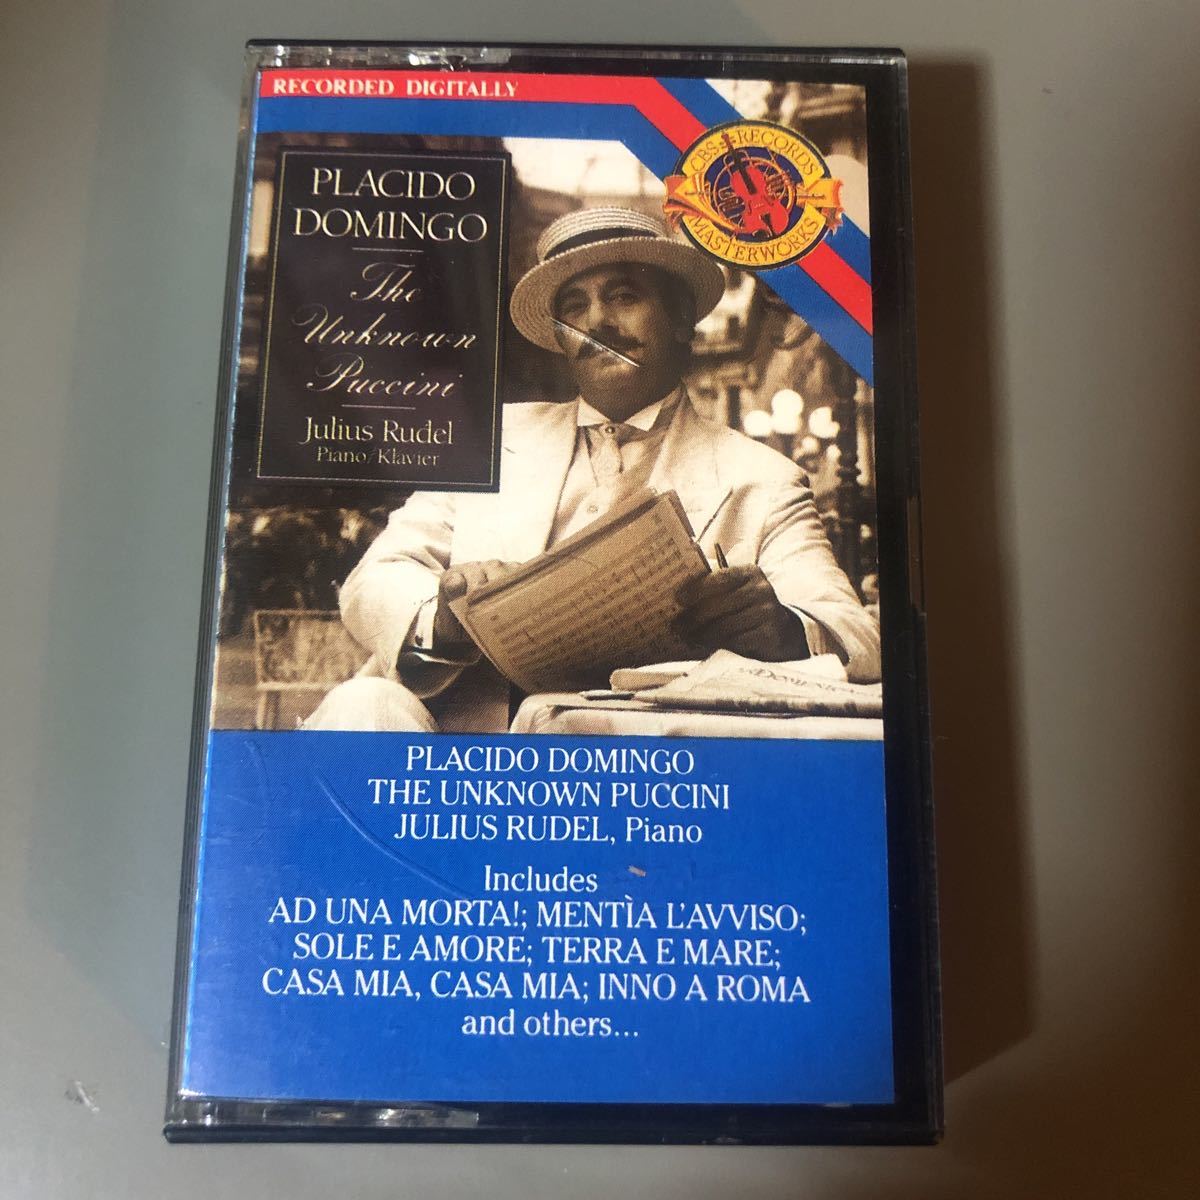 RECORDED DIGITALLY
CBS RECORDS
MASTERWORKS
PLACIDO
DOMINGO
The
Unknown
Puccini
Julius Rudel
Piano/Klavier
PLACIDO DOMINGO
THE UNKNOWN PUCCINI
JULIUS RUDEL, Piano
Includes
AD UNA MORTA!; MENTÌA L'AVVISO;
SOLE E AMORE; TERRA E MARE;
CASA MIA, CASA MIA; INNO A ROMA
and others...